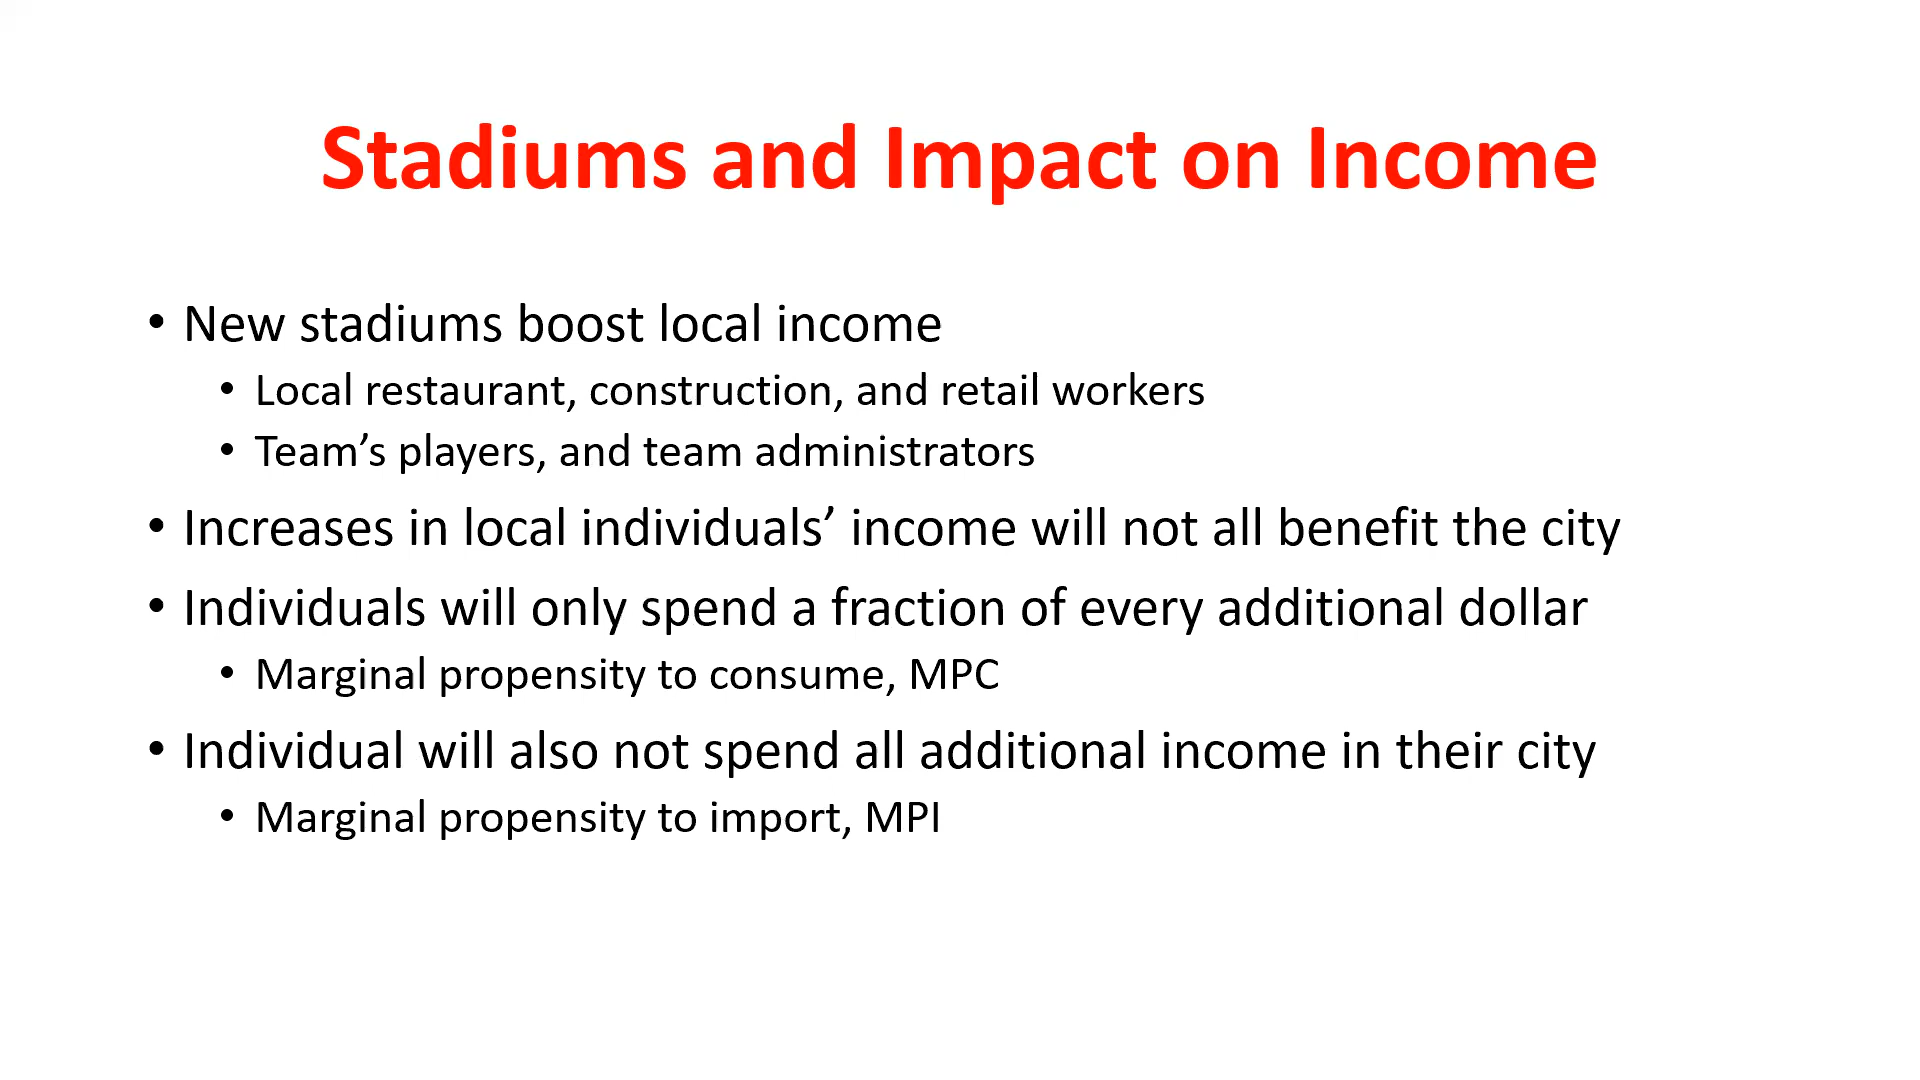 Stadiums and Impact on Income
• New stadiums boost local income
• Local restaurant, construction, and retail workers
• Team’s players, and team administrators
• Increases in local individuals’ income will not all benefit the city
• Individuals will only spend a fraction of every additional dollar
• Marginal propensity to consume, MPC
• Individual will also not spend all additional income in their city
• Marginal propensity to import, MPI